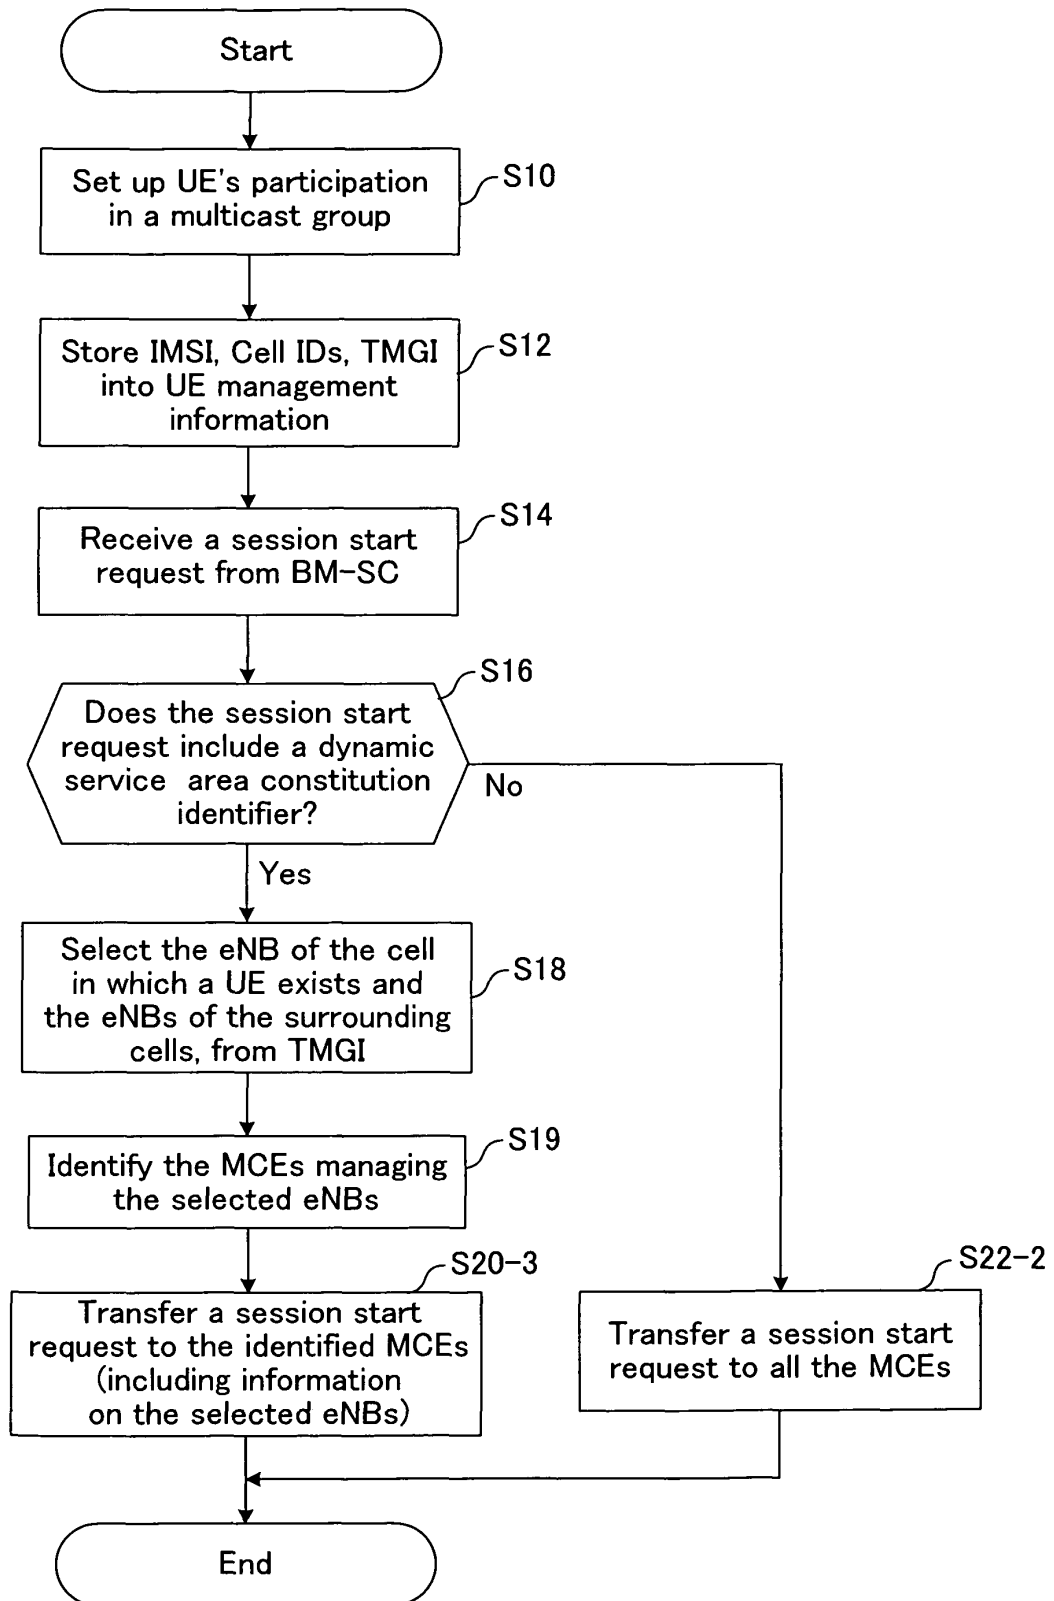 Start
Set up UE's participation
in a multicast group
S10
Store IMSI, Cell IDs, TMGI
into UE management
information
S12
Receive a session start
request from BM-SC
S14
Does the session start
request include a dynamic
service area constitution
identifier?
S16
No
Yes
Select the eNB of the cell
in which a UE exists and
the eNBs of the surrounding
cells, from TMGI
S18
Identify the MCEs managing
the selected eNBs
S19
Transfer a session start
request to the identified MCEs
(including information
on the selected eNBs)
S20-3
Transfer a session start
request to all the MCEs
S22-2
End